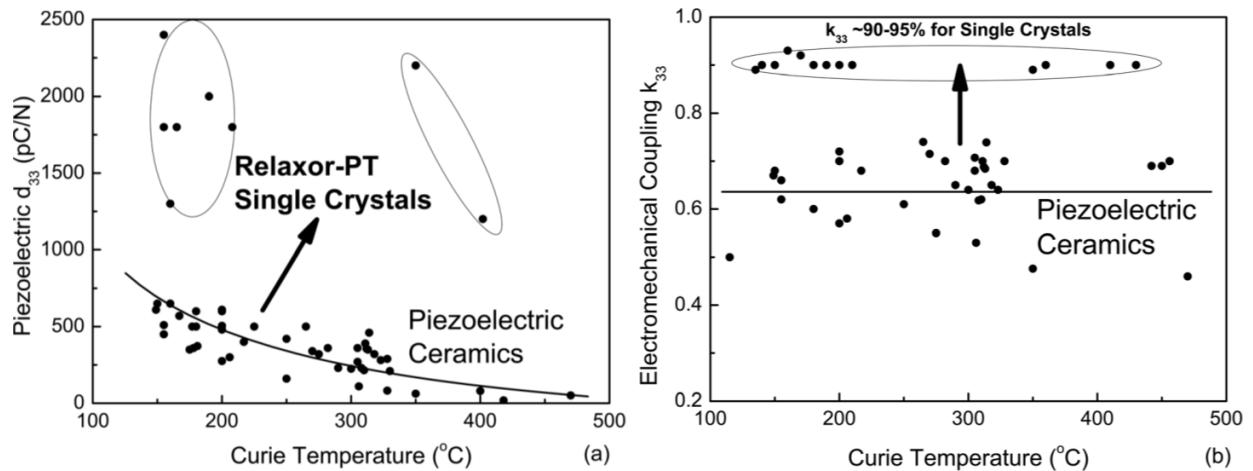 2500
2000
1500
1000
500
0
Piezoelectric d33 (pC/N)
Relaxor-PT
Single Crystals
Piezoelectric
Ceramics
100 200 300 400 500
Curie Temperature (°C)
(a)
1.0
0.8
0.6
0.4
0.2
Electromechanical Coupling k33
k33 ~90-95% for Single Crystals
Piezoelectric
Ceramics
100 200 300 400 500
Curie Temperature (°C)
(b)